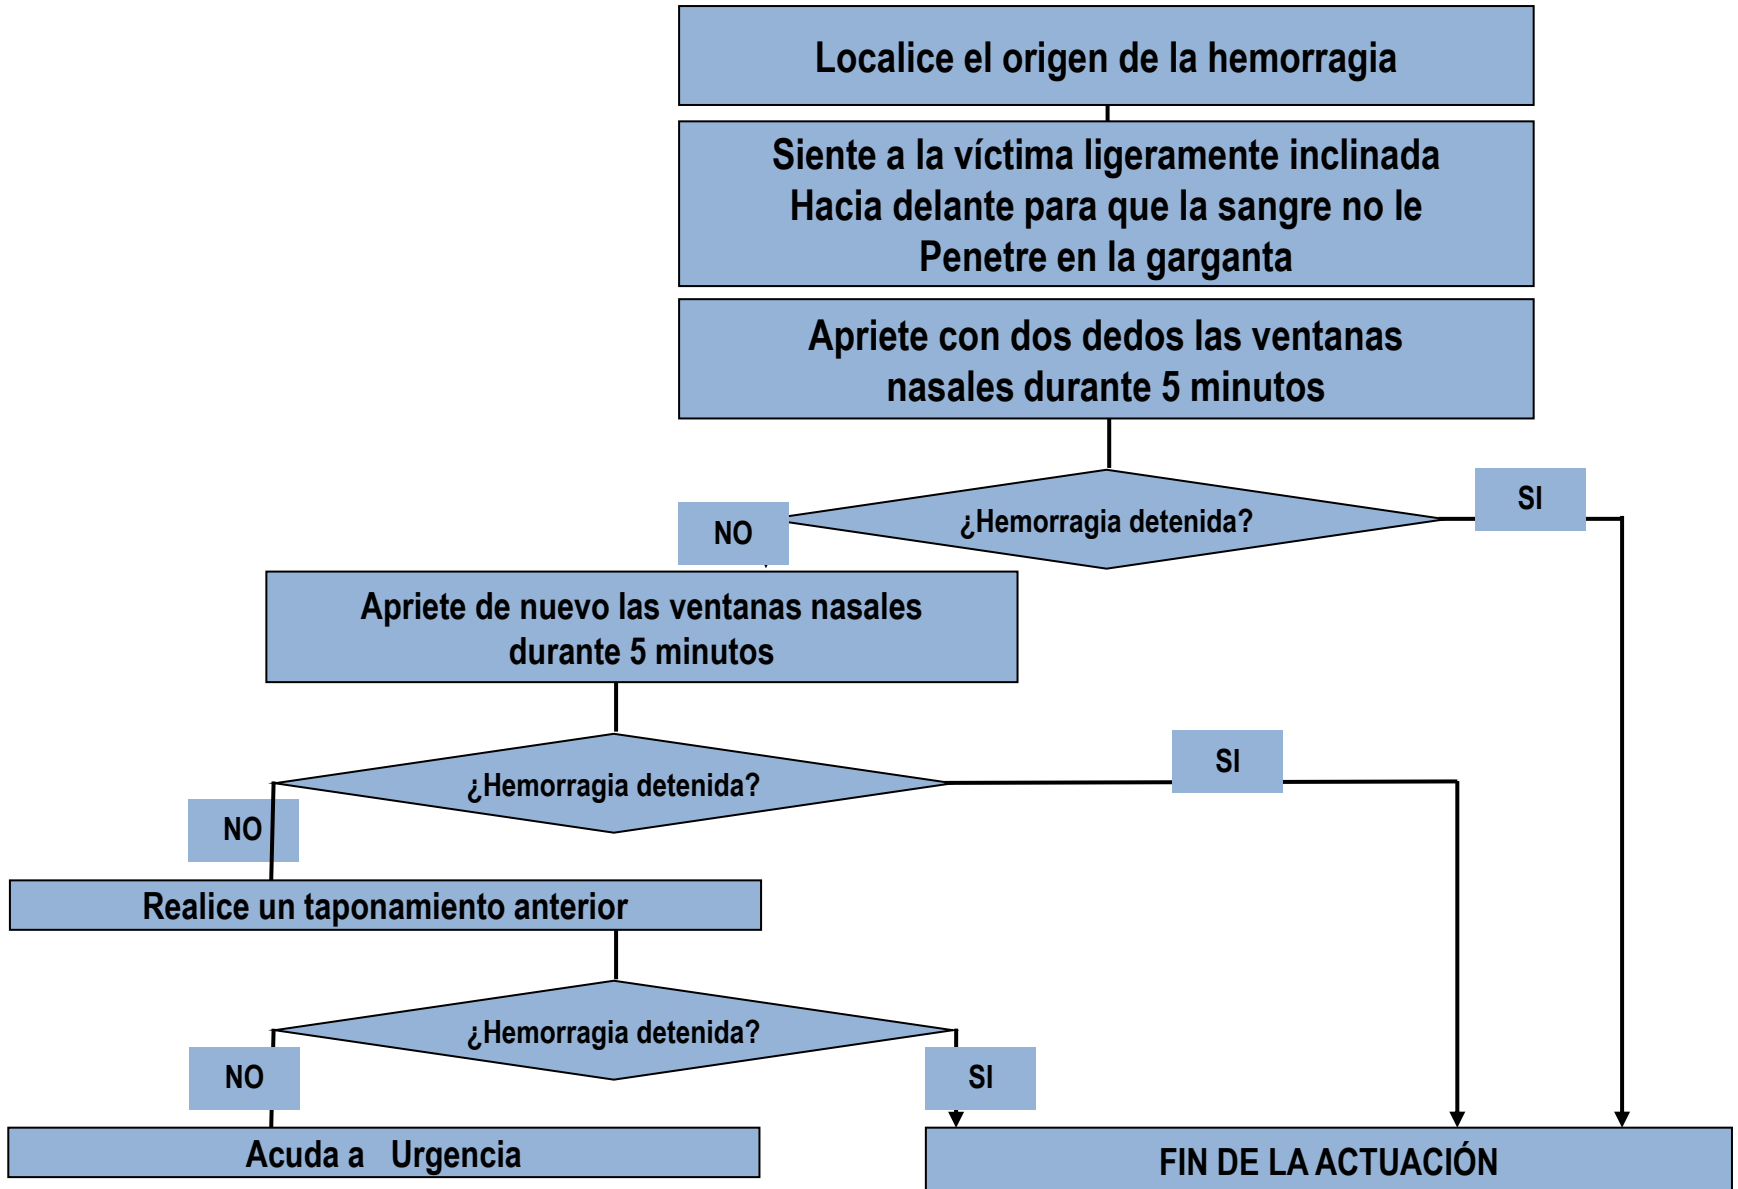 Localice el origen de la hemorragia
Siente a la víctima ligeramente inclinada
Hacia delante para que la sangre no le
Penetre en la garganta
Apriete con dos dedos las ventanas
nasales durante 5 minutos
¿Hemorragia detenida?
SI
NO
Apriete de nuevo las ventanas nasales
durante 5 minutos
¿Hemorragia detenida?
SI
NO
Realice un taponamiento anterior
¿Hemorragia detenida?
NO
SI
Acuda a Urgencia
FIN DE LA ACTUACIÓN